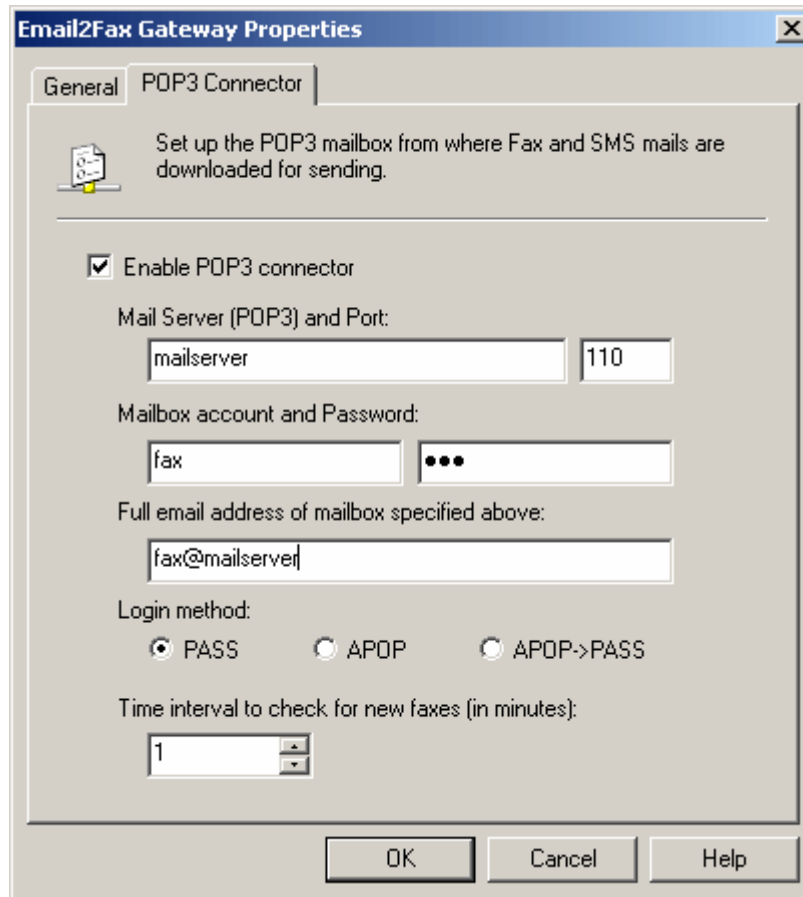 Email2Fax Gateway Properties
General POP3 Connector
Set up the POP3 mailbox from where Fax and SMS mails are
downloaded for sending.
Enable POP3 connector
Mail Server (POP3) and Port:
mailserver 110
Mailbox account and Password:
fax ●●●
Full email address of mailbox specified above:
fax@mailserver
Login method:
PASS APOP APOP->PASS
Time interval to check for new faxes (in minutes):
1
OK Cancel Help